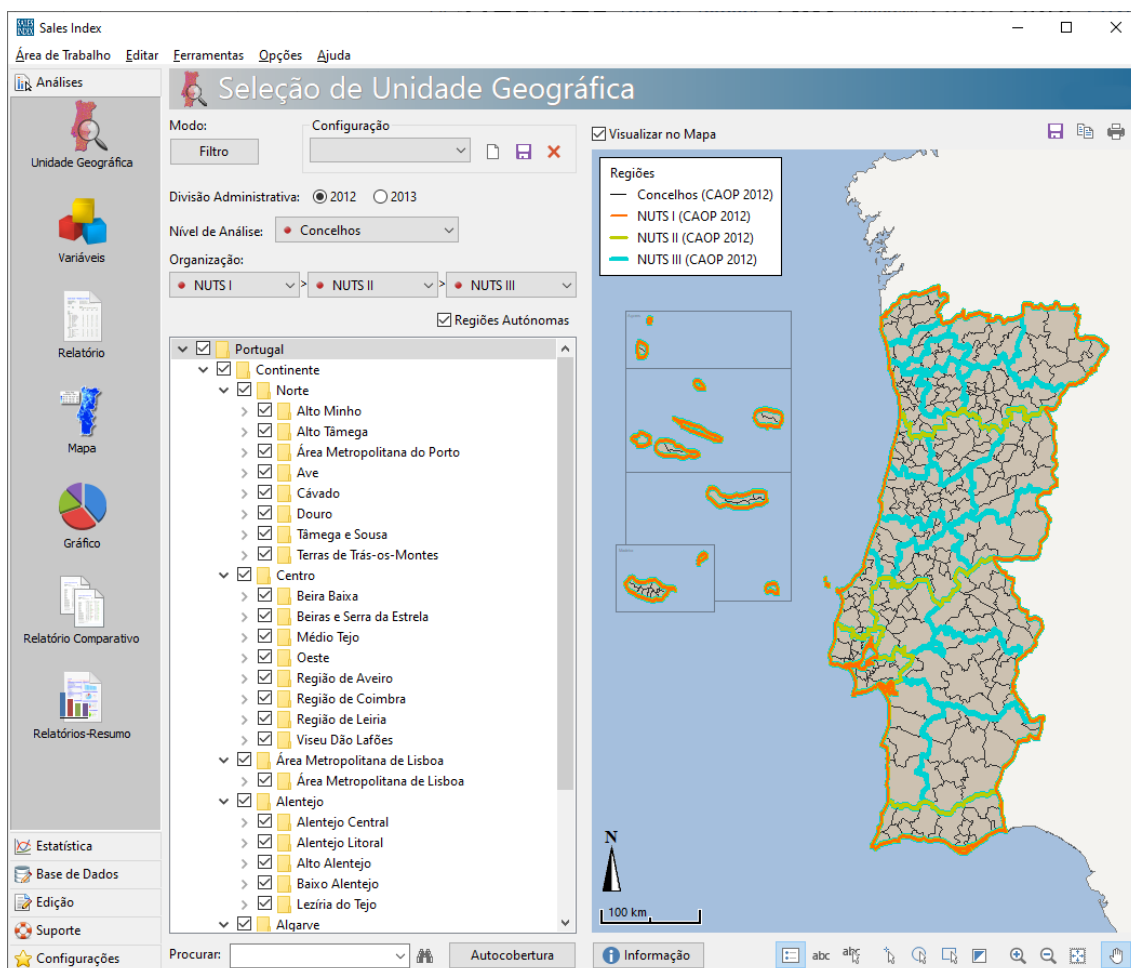 Sales Index
Área de Trabalho Editar Ferramentas Opções Ajuda
Análises
Unidade Geográfica
Variáveis
Relatório
Mapa
Gráfico
Relatório Comparativo
Relatórios-Resumo
Estatística
Base de Dados
Edição
Suporte
Configurações
Seleção de Unidade Geográfica
Modo:
Filtro
Configuração
Divisão Administrativa: 2012 2013
Nível de Análise: Concelhos
Organização:
NUTS I > NUTS II > NUTS III
Regiões Autónomas
Portugal
Continente
Norte
Alto Minho
Alto Tâmega
Área Metropolitana do Porto
Ave
Cávado
Douro
Tâmega e Sousa
Terras de Trás-os-Montes
Centro
Beira Baixa
Beiras e Serra da Estrela
Médio Tejo
Oeste
Região de Aveiro
Região de Coimbra
Região de Leiria
Viseu Dão Lafões
Área Metropolitana de Lisboa
Área Metropolitana de Lisboa
Alentejo
Alentejo Central
Alentejo Litoral
Alto Alentejo
Baixo Alentejo
Lezíria do Tejo
Algarve
Procurar:
Autocobertura
Visualizar no Mapa
Regiões
Concelhos (CAOP 2012)
NUTS I (CAOP 2012)
NUTS II (CAOP 2012)
NUTS III (CAOP 2012)
N
100 km
Informação
abc abc